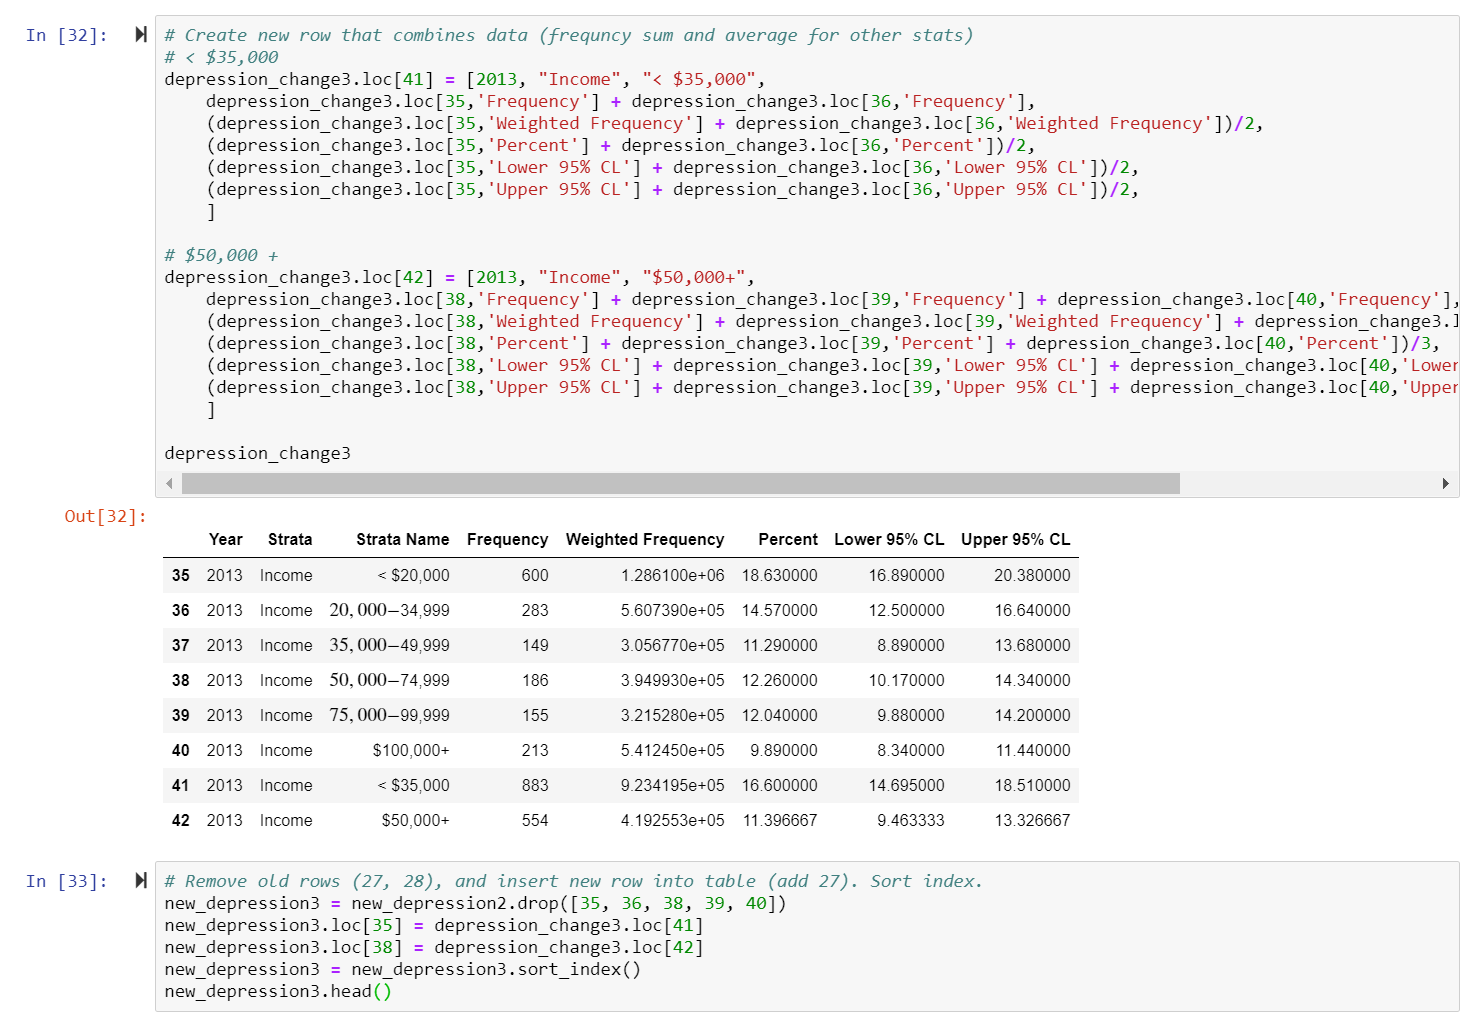 In [32]:
# Create new row that combines data (frequncy sum and average for other stats)
# < $35,000
depression_change3.loc[41] = [2013, "Income", "< $35,000",
    depression_change3.loc[35,'Frequency'] + depression_change3.loc[36,'Frequency'],
    (depression_change3.loc[35,'Weighted Frequency'] + depression_change3.loc[36,'Weighted Frequency'])/2,
    (depression_change3.loc[35,'Percent'] + depression_change3.loc[36,'Percent'])/2,
    (depression_change3.loc[35,'Lower 95% CL'] + depression_change3.loc[36,'Lower 95% CL'])/2,
    (depression_change3.loc[35,'Upper 95% CL'] + depression_change3.loc[36,'Upper 95% CL'])/2,
    ]
# $50,000 +
depression_change3.loc[42] = [2013, "Income", "$50,000+",
    depression_change3.loc[38,'Frequency'] + depression_change3.loc[39,'Frequency'] + depression_change3.loc[40,'Frequency'],
    (depression_change3.loc[38,'Weighted Frequency'] + depression_change3.loc[39,'Weighted Frequency'] + depression_change3.l
    (depression_change3.loc[38,'Percent'] + depression_change3.loc[39,'Percent'] + depression_change3.loc[40,'Percent'])/3,
    (depression_change3.loc[38,'Lower 95% CL'] + depression_change3.loc[39,'Lower 95% CL'] + depression_change3.loc[40,'Lower
    (depression_change3.loc[38,'Upper 95% CL'] + depression_change3.loc[39,'Upper 95% CL'] + depression_change3.loc[40,'Upper
    ]
depression_change3
Out[32]:
Year Strata Strata Name Frequency Weighted Frequency Percent Lower 95% CL Upper 95% CL
35 2013 Income < $20,000 600 1.286100e+06 18.630000 16.890000 20.380000
36 2013 Income 20,000−34,999 283 5.607390e+05 14.570000 12.500000 16.640000
37 2013 Income 35,000−49,999 149 3.056770e+05 11.290000 8.890000 13.680000
38 2013 Income 50,000−74,999 186 3.949930e+05 12.260000 10.170000 14.340000
39 2013 Income 75,000−99,999 155 3.215280e+05 12.040000 9.880000 14.200000
40 2013 Income $100,000+ 213 5.412450e+05 9.890000 8.340000 11.440000
41 2013 Income < $35,000 883 9.234195e+05 16.600000 14.695000 18.510000
42 2013 Income $50,000+ 554 4.192553e+05 11.396667 9.463333 13.326667
In [33]:
# Remove old rows (27, 28), and insert new row into table (add 27). Sort index.
new_depression3 = new_depression2.drop([35, 36, 38, 39, 40])
new_depression3.loc[35] = depression_change3.loc[41]
new_depression3.loc[38] = depression_change3.loc[42]
new_depression3 = new_depression3.sort_index()
new_depression3.head()